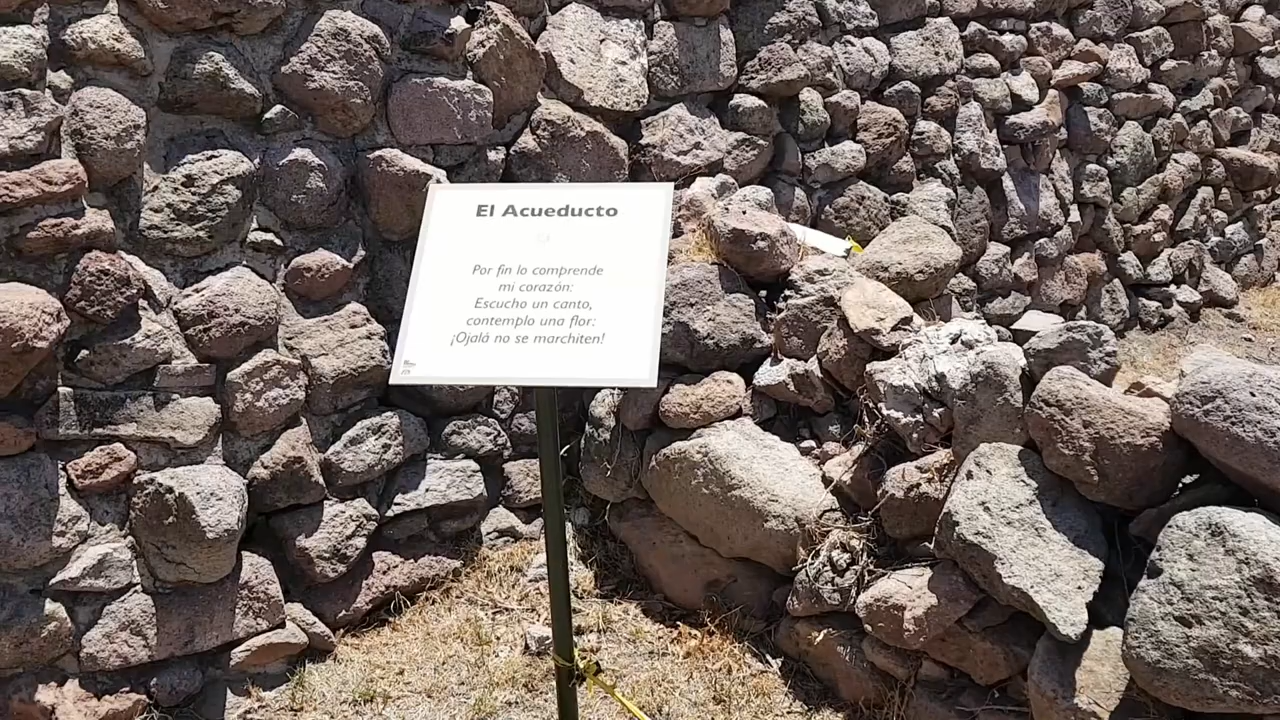 El Acueducto
Por fin lo comprende
mi corazón:
Escucho un canto,
contemplo una flor:
¡Ojalá no se marchiten!